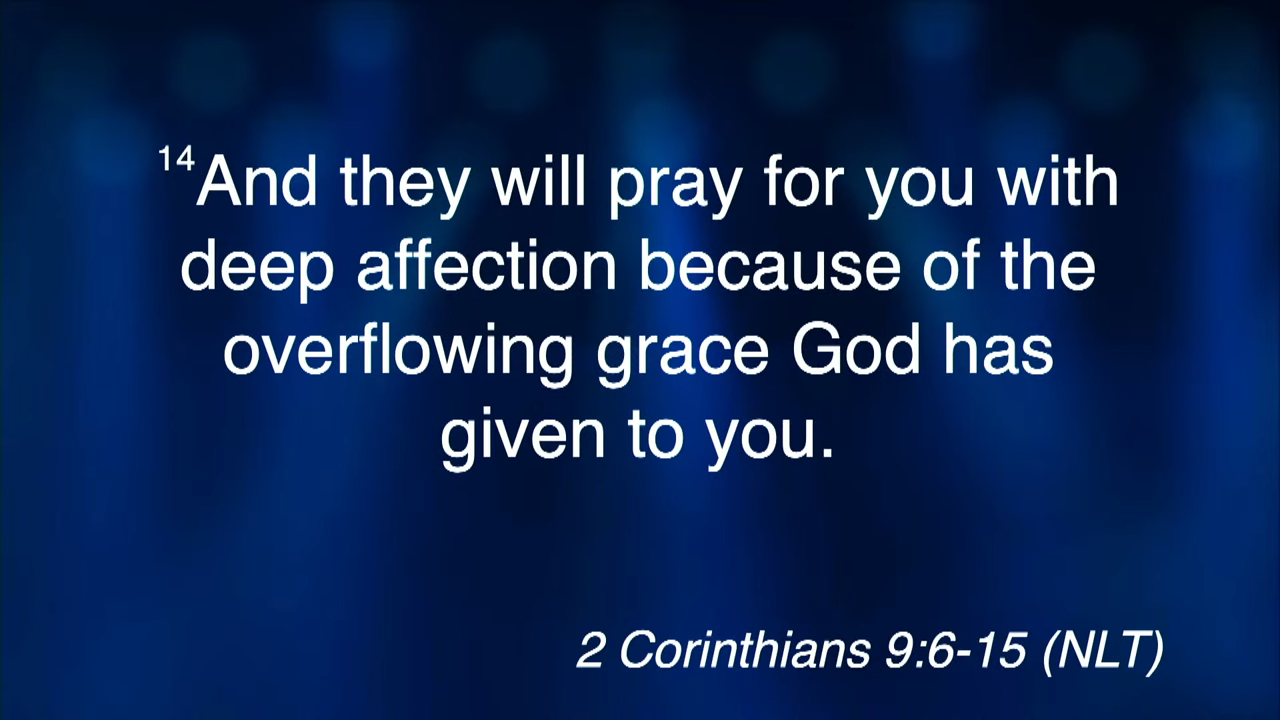 ¹⁴And they will pray for you with
deep affection because of the
overflowing grace God has
given to you.
2 Corinthians 9:6-15 (NLT)